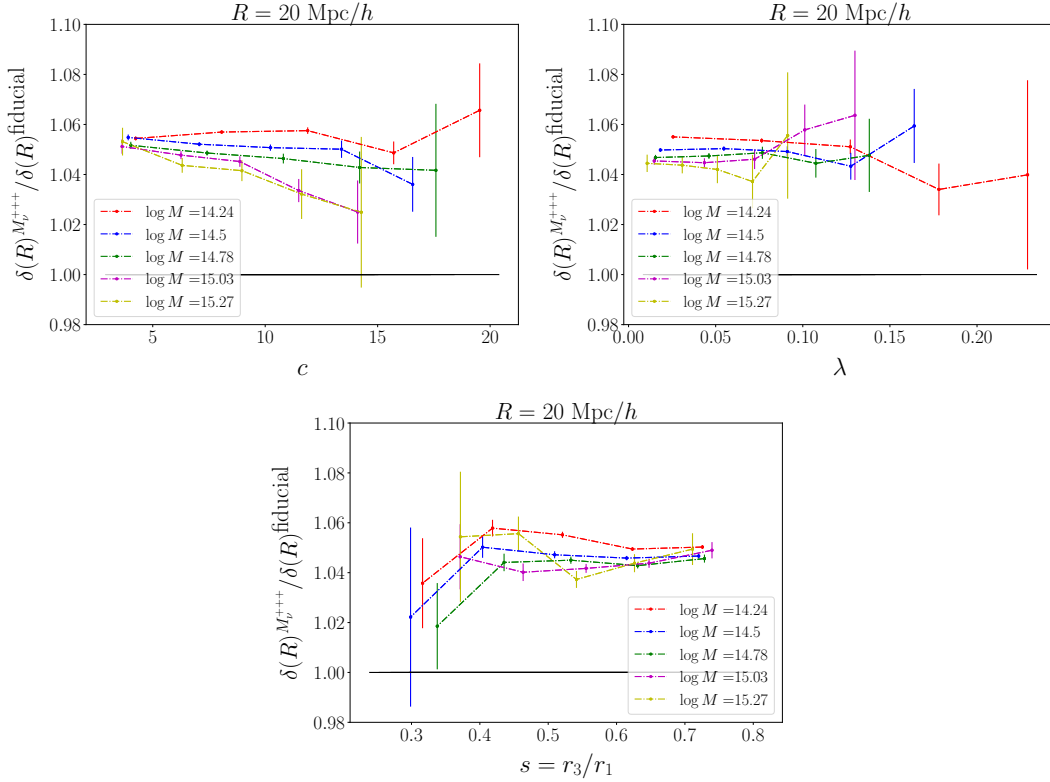 R = 20 Mpc/h
δ(R)^{M_ν^{+++}}/δ(R)^{fiducial}
1.10
1.08
1.06
1.04
1.02
1.00
0.98
log M =14.24
log M =14.5
log M =14.78
log M =15.03
log M =15.27
5
10
15
20
c
R = 20 Mpc/h
δ(R)^{M_ν^{+++}}/δ(R)^{fiducial}
1.10
1.08
1.06
1.04
1.02
1.00
0.98
log M =14.24
log M =14.5
log M =14.78
log M =15.03
log M =15.27
0.00
0.05
0.10
0.15
0.20
λ
R = 20 Mpc/h
δ(R)^{M_ν^{+++}}/δ(R)^{fiducial}
1.10
1.08
1.06
1.04
1.02
1.00
0.98
log M =14.24
log M =14.5
log M =14.78
log M =15.03
log M =15.27
0.3
0.4
0.5
0.6
0.7
0.8
s = r_3/r_1